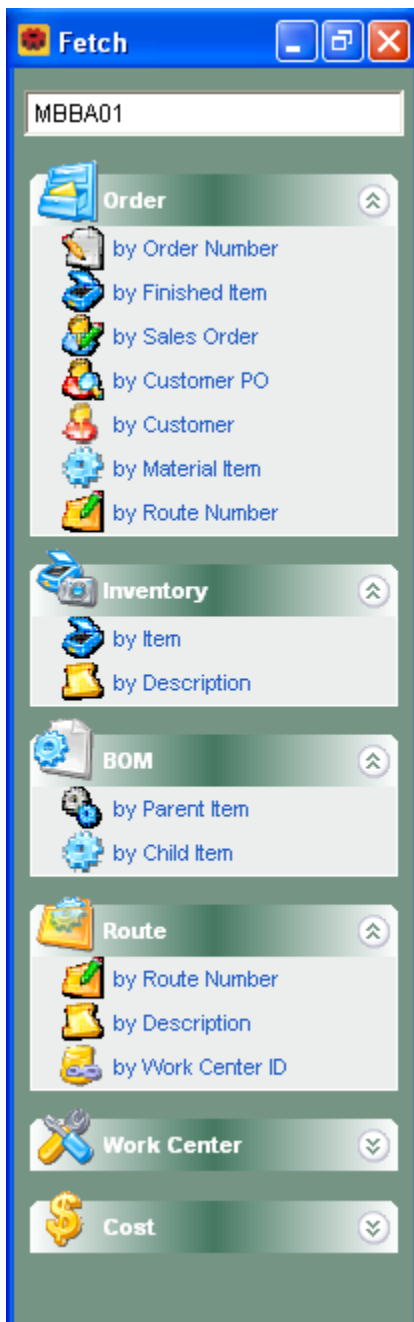 Fetch
MBBA01
Order
by Order Number
by Finished Item
by Sales Order
by Customer PO
by Customer
by Material Item
by Route Number
Inventory
by Item
by Description
BOM
by Parent Item
by Child Item
Route
by Route Number
by Description
by Work Center ID
Work Center
Cost